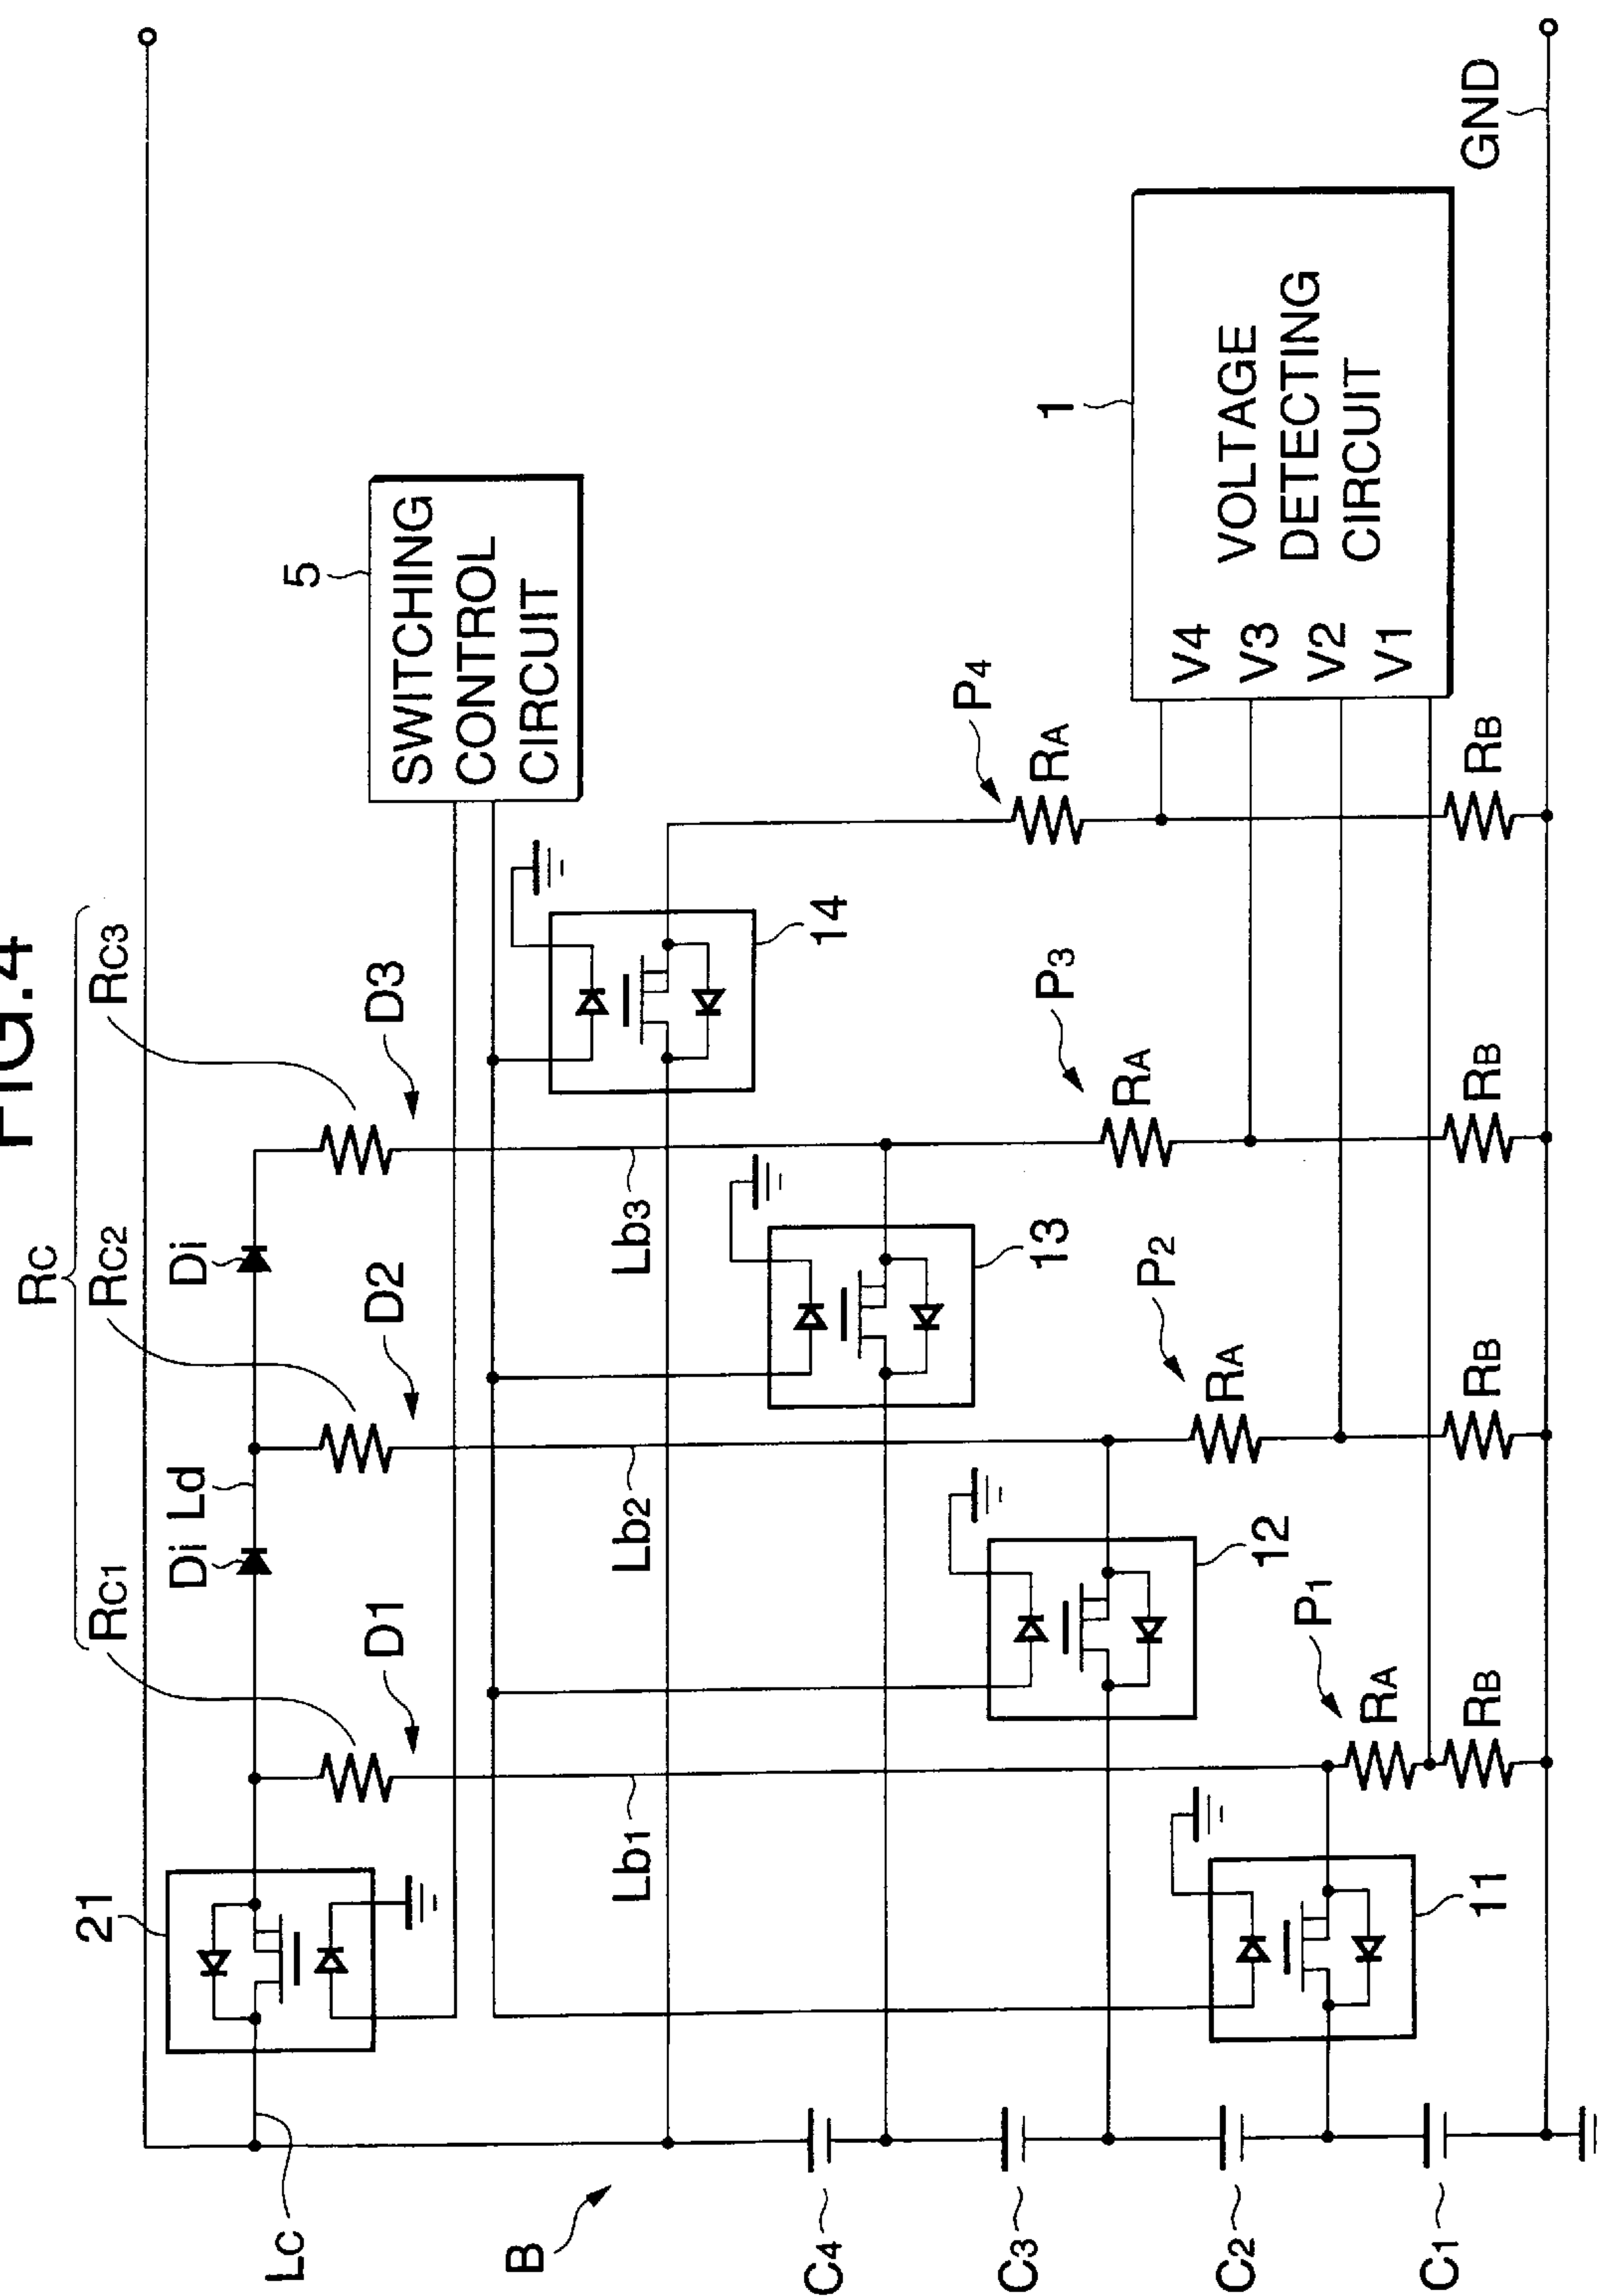 FIG.4
RC
RC1
RC2
RC3
21
Di
Ld
Di
5
SWITCHING
CONTROL
CIRCUIT
D1
D2
D3
LC
Lb1
Lb2
Lb3
14
B
13
P4
RA
P3
RA
1
VOLTAGE
DETECTING
CIRCUIT
V4
V3
V2
V1
12
P2
RA
P1
RA
11
C4
C3
C2
C1
RB
RB
RB
RB
GND